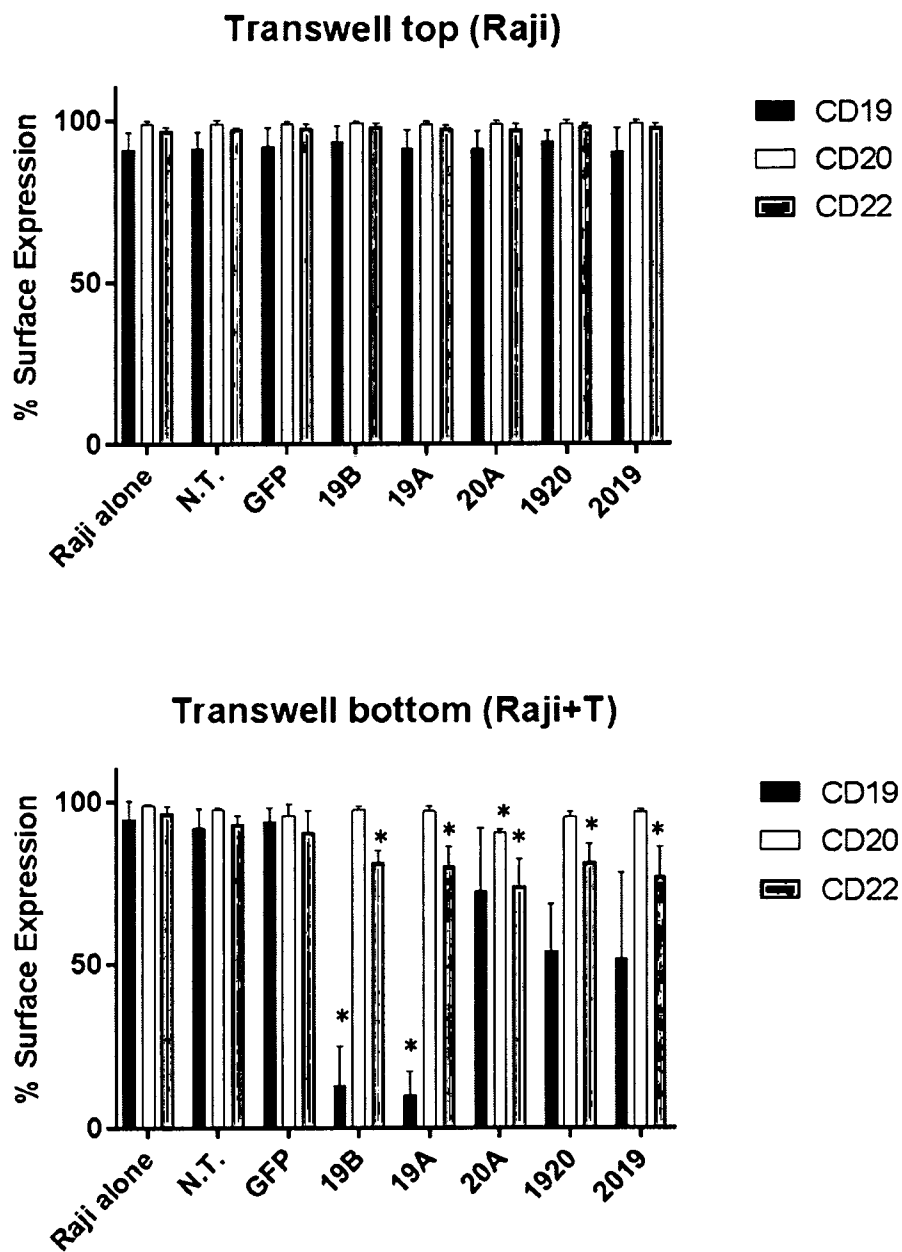 Transwell top (Raji)
% Surface Expression
100
50
0
Raji alone
N.T.
GFP
19B
19A
20A
1920
2019
CD19
CD20
CD22
Transwell bottom (Raji+T)
% Surface Expression
100
50
0
* * * * * * * *
Raji alone
N.T.
GFP
19B
19A
20A
1920
2019
CD19
CD20
CD22